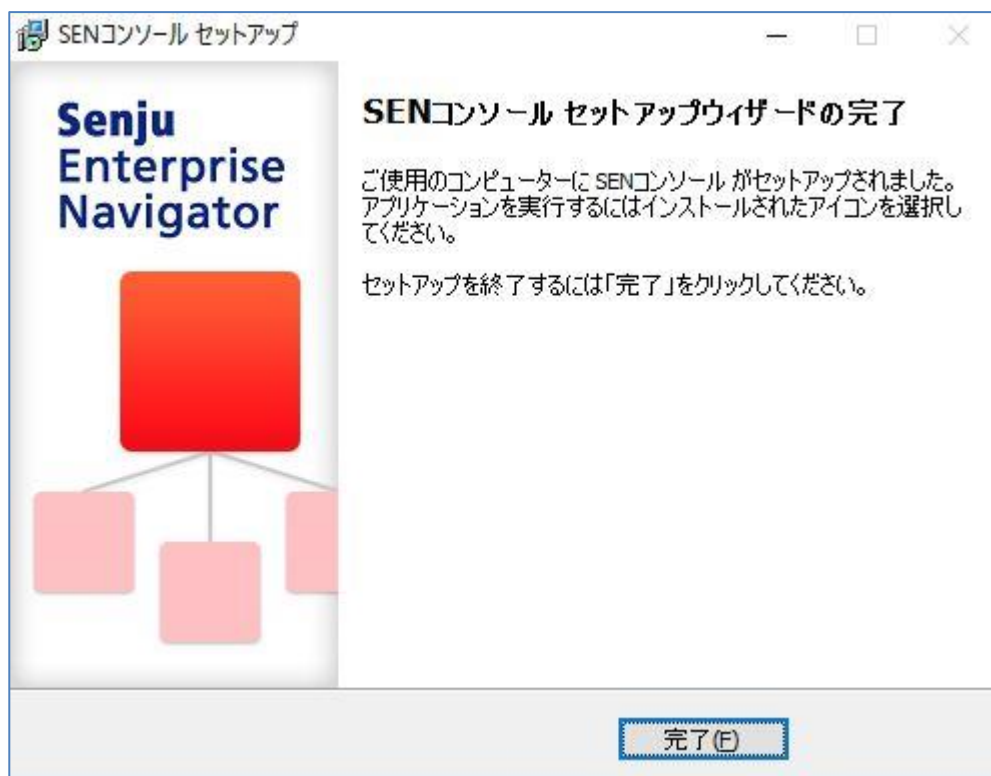 SENコンソール セットアップ
Senju
Enterprise
Navigator
SENコンソール セットアップウィザードの完了
ご使用のコンピューターに SENコンソール がセットアップされました。
アプリケーションを実行するにはインストールされたアイコンを選択し
てください。
セットアップを終了するには「完了」をクリックしてください。
完了(F)